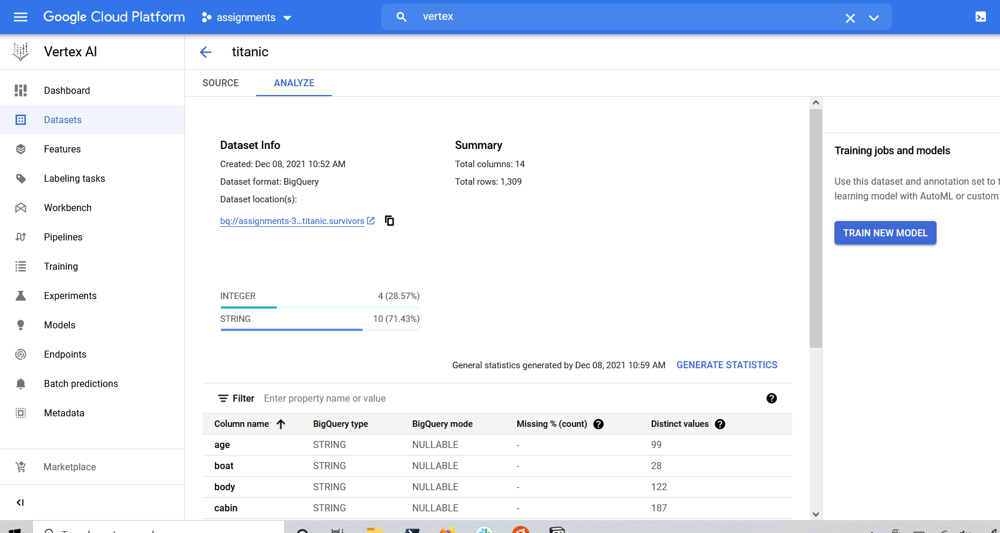 Google Cloud Platform
assignments
vertex
Vertex AI
titanic
SOURCE
ANALYZE
Dashboard
Datasets
Features
Labeling tasks
Workbench
Pipelines
Training
Experiments
Models
Endpoints
Batch predictions
Metadata
Marketplace
Dataset Info
Created: Dec 08, 2021 10:52 AM
Dataset format: BigQuery
Dataset location(s):
bq://assignments-3...titanic.survivors
Summary
Total columns: 14
Total rows: 1,309
INTEGER 4 (28.57%)
STRING 10 (71.43%)
General statistics generated by Dec 08, 2021 10:59 AM GENERATE STATISTICS
Filter Enter property name or value
Column name BigQuery type BigQuery mode Missing % (count) Distinct values
age STRING NULLABLE - 99
boat STRING NULLABLE - 28
body STRING NULLABLE - 122
cabin STRING NULLABLE - 187
Training jobs and models
Use this dataset and annotation set to
learning model with AutoML or custom
TRAIN NEW MODEL